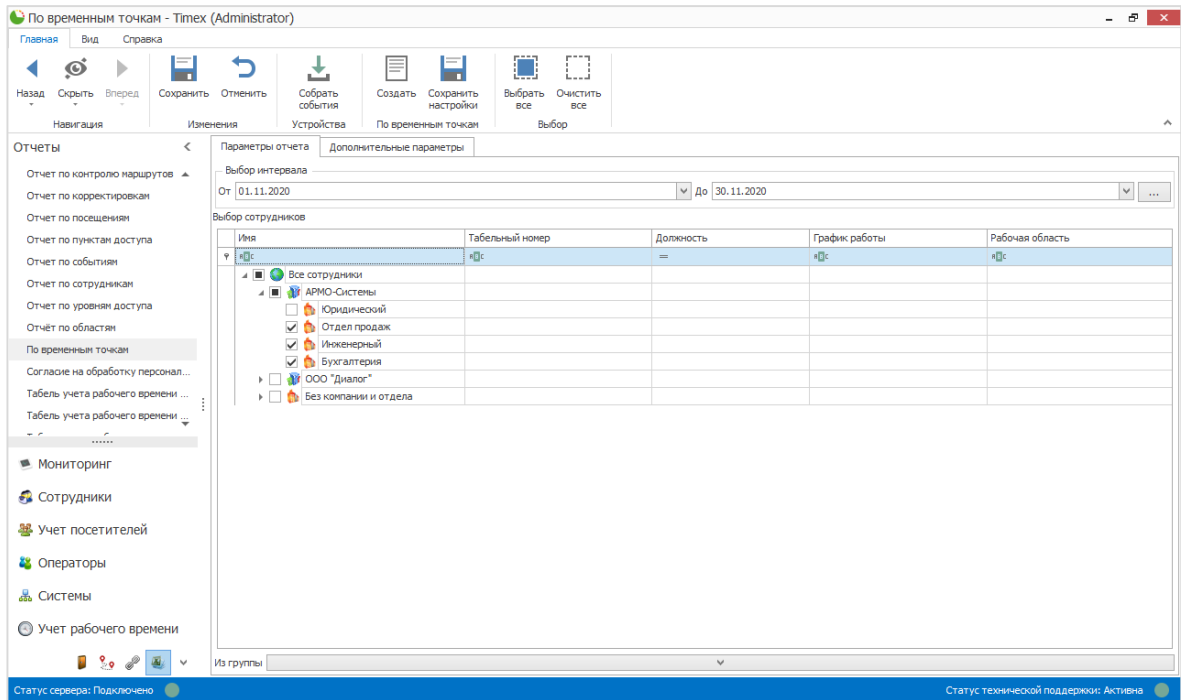 По временным точкам - Timex (Administrator)
Главная Вид Справка
Назад Скрыть Вперед Сохранить Отменить Собрать события Создать Сохранить настройки Выбрать все Очистить все
Навигация Изменения Устройства По временным точкам Выбор
Отчеты
Отчет по контролю маршрутов
Отчет по корректировкам
Отчет по посещениям
Отчет по пунктам доступа
Отчет по событиям
Отчет по сотрудникам
Отчет по уровням доступа
Отчёт по областям
По временным точкам
Согласие на обработку персонал...
Табель учета рабочего времени ...
Табель учета рабочего времени ...
Мониторинг
Сотрудники
Учет посетителей
Операторы
Системы
Учет рабочего времени
Параметры отчета Дополнительные параметры
Выбор интервала
От 01.11.2020 До 30.11.2020 ...
Выбор сотрудников
Имя Табельный номер Должность График работы Рабочая область
=
Все сотрудники
АРМО-Системы
Юридический
Отдел продаж
Инженерный
Бухгалтерия
ООО "Диалог"
Без компании и отдела
Из группы
Статус сервера: Подключено Статус технической поддержки: Активна